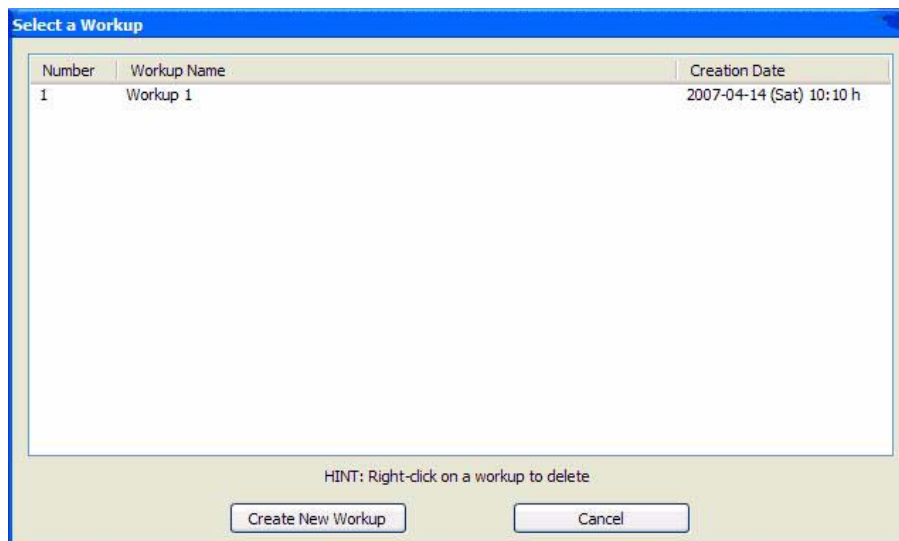 Select a Workup
Number Workup Name Creation Date
1 Workup 1 2007-04-14 (Sat) 10:10 h
HINT: Right-click on a workup to delete
Create New Workup Cancel